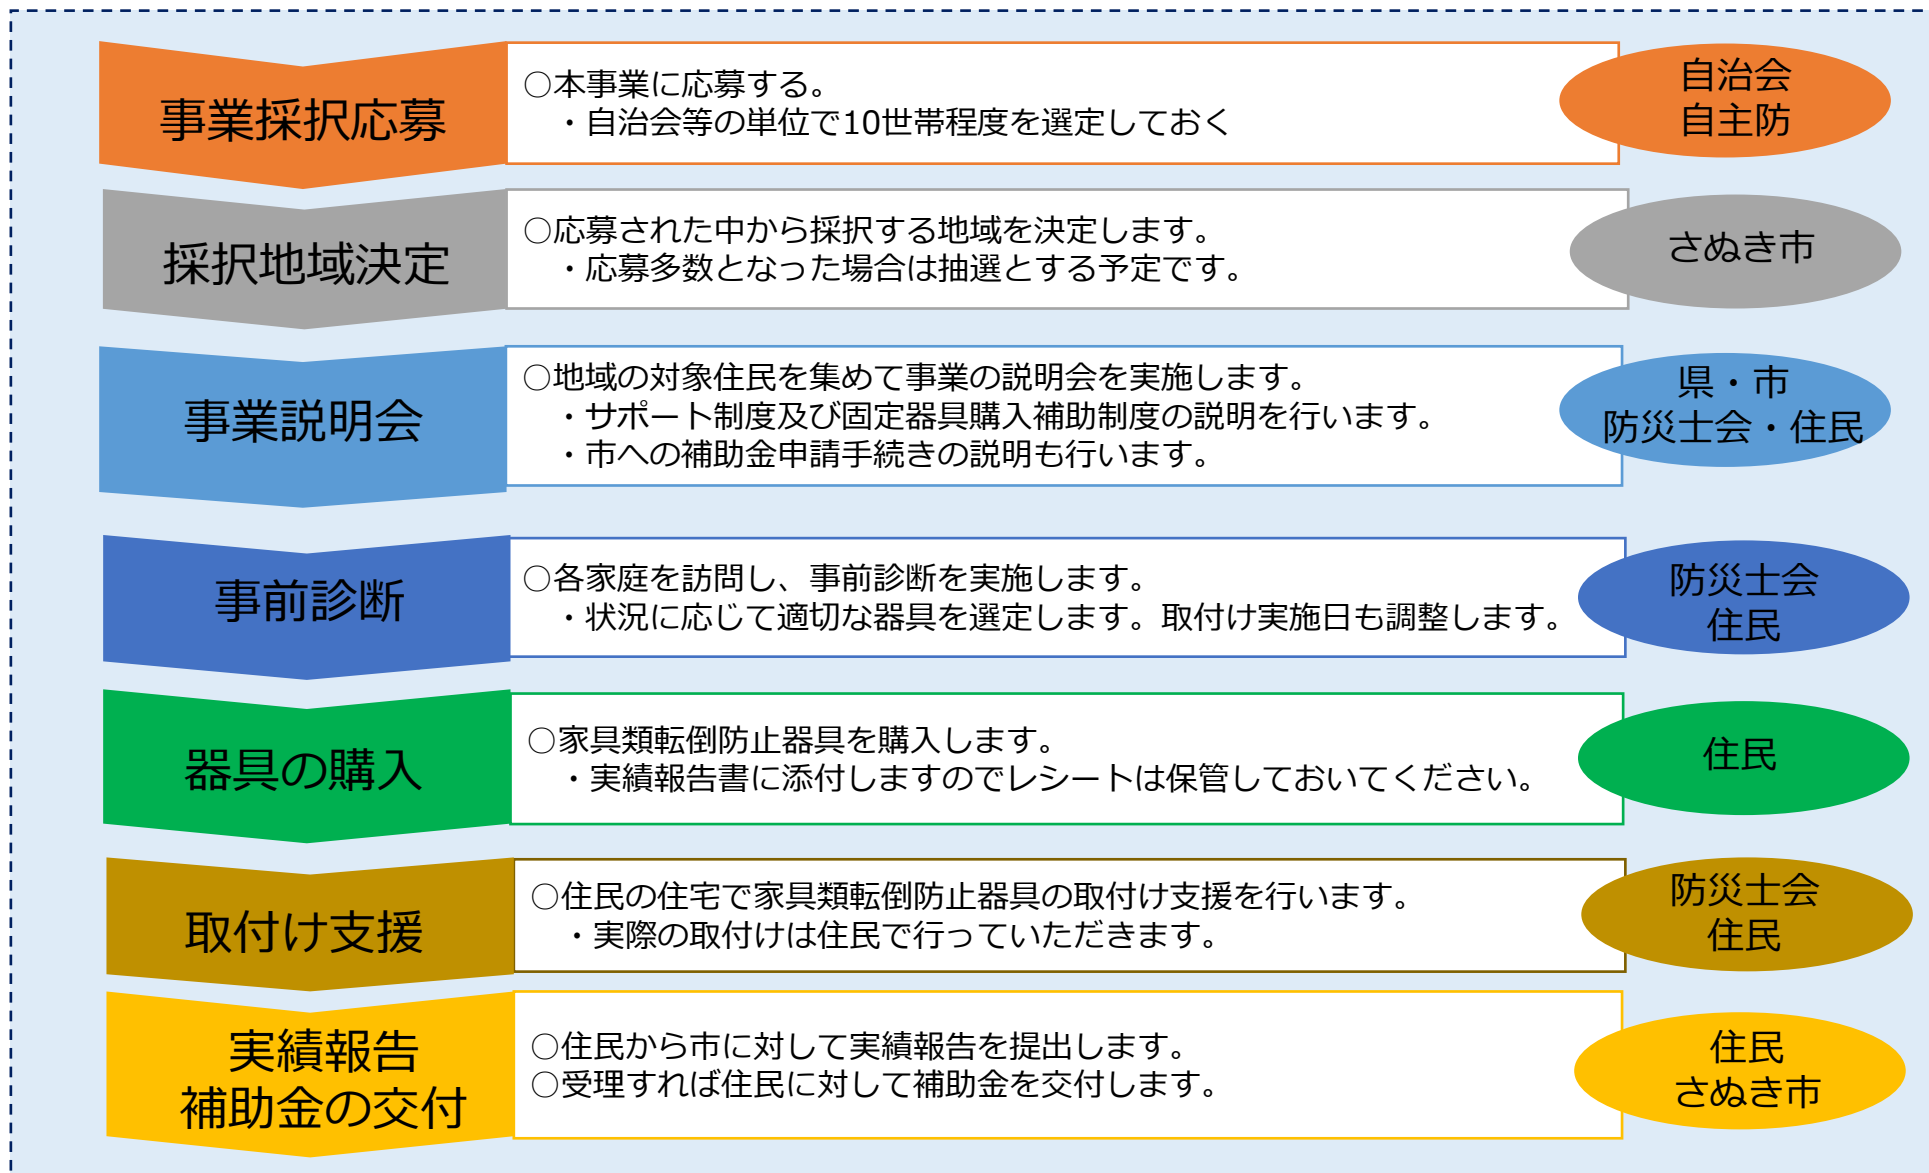 事業採択応募
○本事業に応募する。
・自治会等の単位で10世帯程度を選定しておく
自治会
自主防
採択地域決定
○応募された中から採択する地域を決定します。
・応募多数となった場合は抽選とする予定です。
さぬき市
事業説明会
○地域の対象住民を集めて事業の説明会を実施します。
・サポート制度及び固定器具購入補助制度の説明を行います。
・市への補助金申請手続きの説明も行います。
県・市
防災士会・住民
事前診断
○各家庭を訪問し、事前診断を実施します。
・状況に応じて適切な器具を選定します。取付け実施日も調整します。
防災士会
住民
器具の購入
○家具類転倒防止器具を購入します。
・実績報告書に添付しますのでレシートは保管しておいてください。
住民
取付け支援
○住民の住宅で家具類転倒防止器具の取付け支援を行います。
・実際の取付けは住民で行っていただきます。
防災士会
住民
実績報告
補助金の交付
○住民から市に対して実績報告を提出します。
○受理すれば住民に対して補助金を交付します。
住民
さぬき市